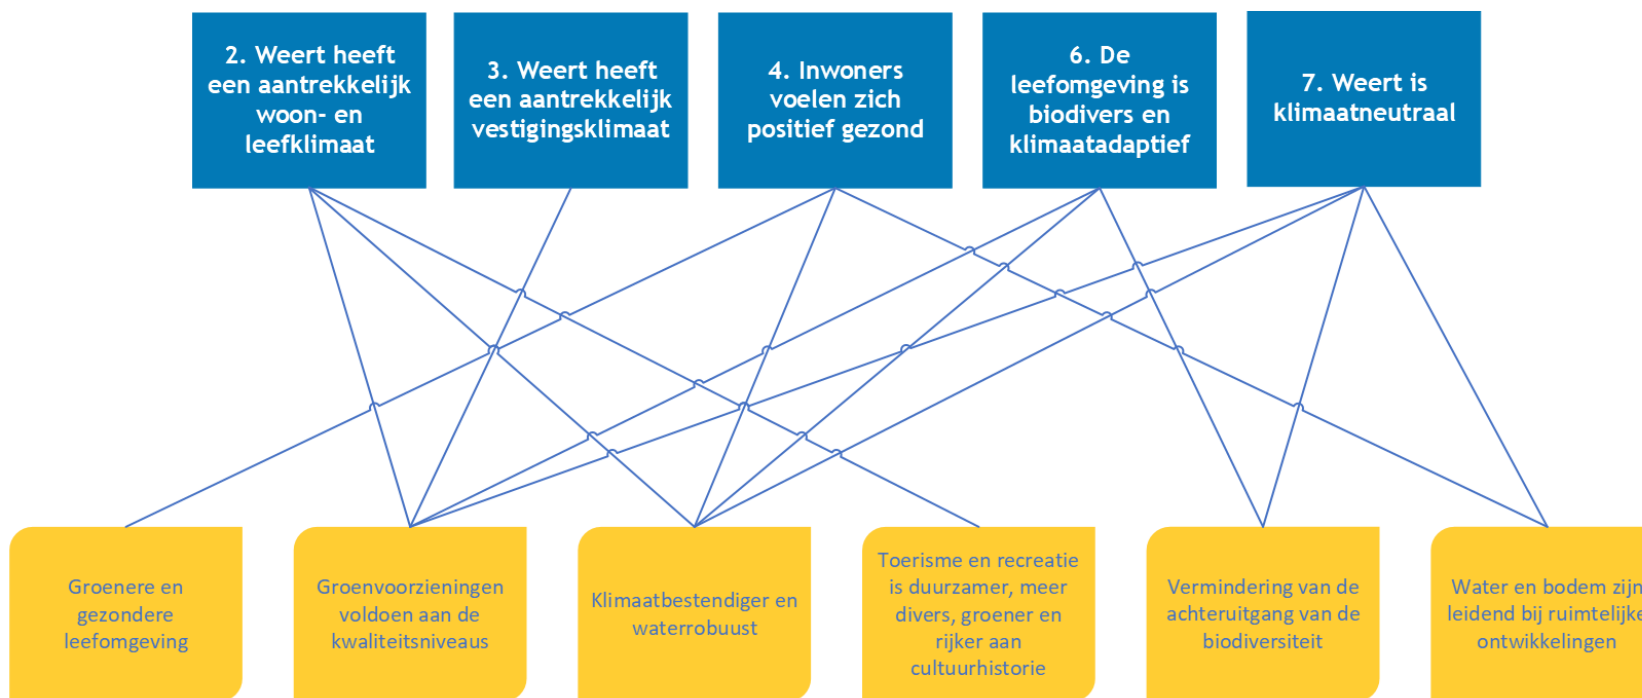 2. Weert heeft
een aantrekkelijk
woon- en
leefklimaat
3. Weert heeft
een aantrekkelijk
vestigingsklimaat
4. Inwoners
voelen zich
positief gezond
6. De
leefomgeving is
biodivers en
klimaatadaptief
7. Weert is
klimaatneutraal
Groenere en
gezondere
leefomgeving
Groenvoorzieningen
voldoen aan de
kwaliteitsniveaus
Klimaatbestendiger en
waterrobuust
Toerisme en recreatie
is duurzamer, meer
divers, groener en
rijker aan
cultuurhistorie
Vermindering van de
achteruitgang van de
biodiversiteit
Water en bodem zijn
leidend bij ruimtelijke
ontwikkelingen